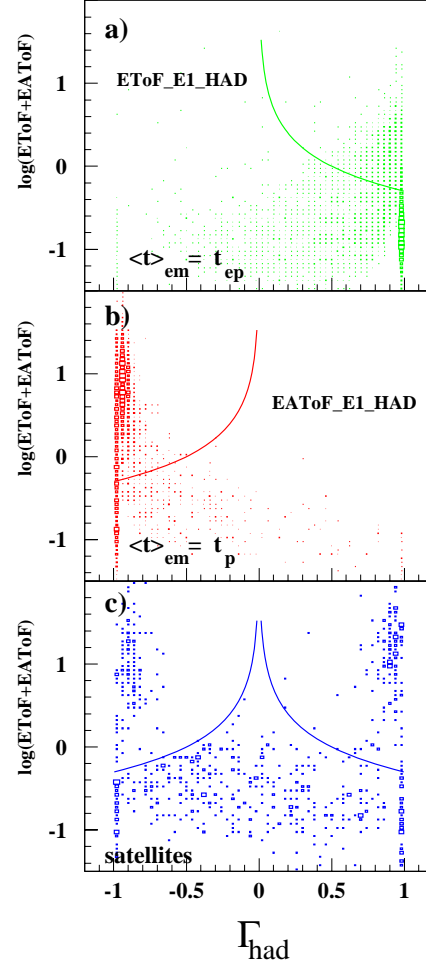 a)
log(EToF+EAToF)
1
0
-1
EToF_E1_HAD
<t>em= tep
b)
log(EToF+EAToF)
1
0
-1
EAToF_E1_HAD
<t>em= tp
c)
log(EToF+EAToF)
1
0
-1
satellites
-1 -0.5 0 0.5 1
Γhad